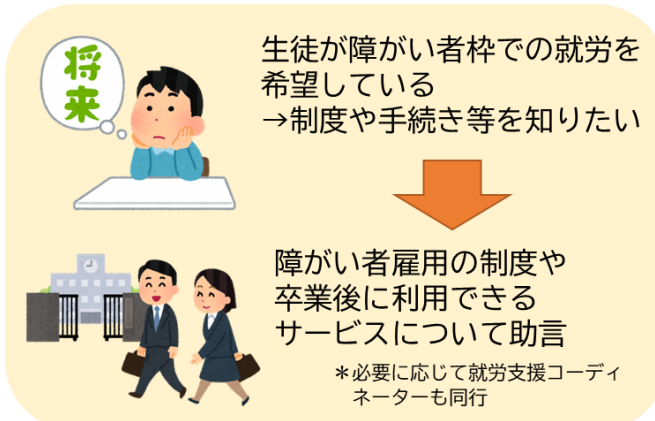 将来
生徒が障がい者枠での就労を
希望している
→制度や手続き等を知りたい
障がい者雇用の制度や
卒業後に利用できる
サービスについて助言
＊必要に応じて就労支援コーディ
ネーターも同行